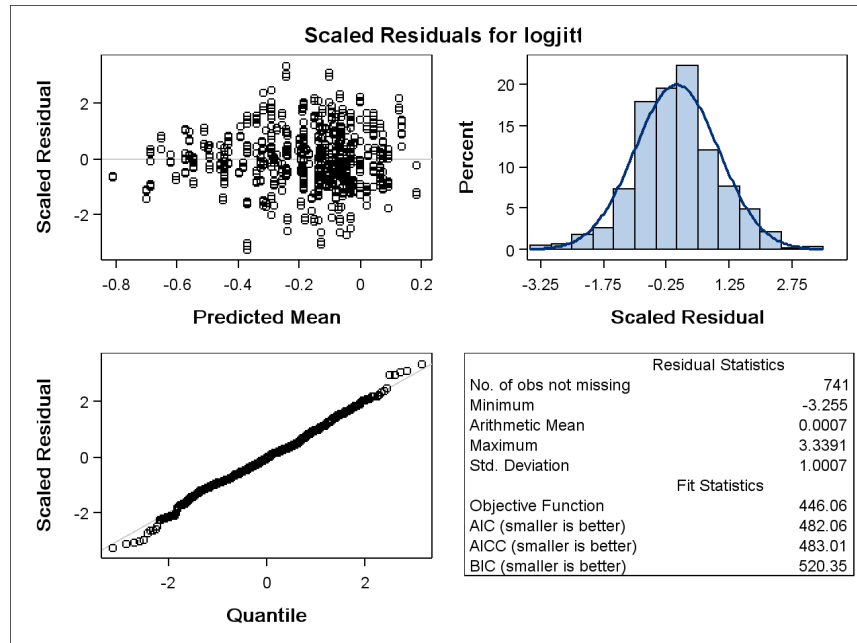 Scaled Residuals for logjitt
Scaled Residual
2
0
-2
-0.8 -0.6 -0.4 -0.2 0 0.2
Predicted Mean
Percent
20
15
10
5
0
-3.25 -1.75 -0.25 1.25 2.75
Scaled Residual
Scaled Residual
2
0
-2
-2 0 2
Quantile
Residual Statistics
No. of obs not missing 741
Minimum -3.255
Arithmetic Mean 0.0007
Maximum 3.3391
Std. Deviation 1.0007
Fit Statistics
Objective Function 446.06
AIC (smaller is better) 482.06
AICC (smaller is better) 483.01
BIC (smaller is better) 520.35